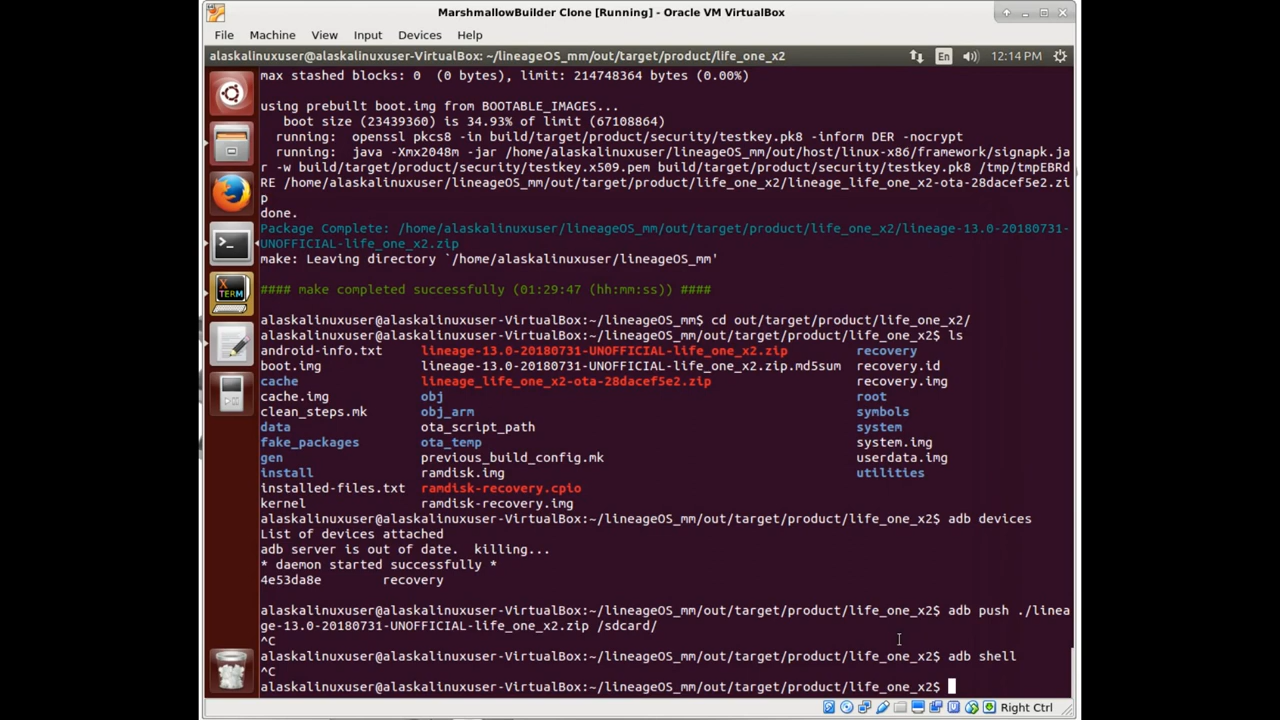 MarshmallowBuilder Clone [Running] - Oracle VM VirtualBox
File Machine View Input Devices Help
alaskalinuxuser@alaskalinuxuser-VirtualBox: ~/lineageOS_mm/out/target/product/life_one_x2 En 12:14 PM
max stashed blocks: 0  (0 bytes), limit: 214748364 bytes (0.00%)
using prebuilt boot.img from BOOTABLE_IMAGES...
boot size (23439360) is 34.93% of limit (67108864)
running:  openssl pkcs8 -in build/target/product/security/testkey.pk8 -inform DER -nocrypt
running:  java -Xmx2048m -jar /home/alaskalinuxuser/lineageOS_mm/out/host/linux-x86/framework/signapk.ja
r -w build/target/product/security/testkey.x509.pem build/target/product/security/testkey.pk8 /tmp/tmpEBRd
RE /home/alaskalinuxuser/lineageOS_mm/out/target/product/life_one_x2/lineage_life_one_x2-ota-28dacef5e2.zi
p
done.
Package Complete: /home/alaskalinuxuser/lineageOS_mm/out/target/product/life_one_x2/lineage-13.0-20180731-
UNOFFICIAL-life_one_x2.zip
make: Leaving directory `/home/alaskalinuxuser/lineageOS_mm'
#### make completed successfully (01:29:47 (hh:mm:ss)) ####
alaskalinuxuser@alaskalinuxuser-VirtualBox:~/lineageOS_mm$ cd out/target/product/life_one_x2/
alaskalinuxuser@alaskalinuxuser-VirtualBox:~/lineageOS_mm/out/target/product/life_one_x2$ ls
android-info.txt lineage-13.0-20180731-UNOFFICIAL-life_one_x2.zip recovery
boot.img lineage-13.0-20180731-UNOFFICIAL-life_one_x2.zip.md5sum recovery.id
cache lineage_life_one_x2-ota-28dacef5e2.zip recovery.img
cache.img obj root
clean_steps.mk obj_arm symbols
data ota_script_path system
fake_packages ota_temp system.img
gen previous_build_config.mk userdata.img
install ramdisk.img utilities
installed-files.txt ramdisk-recovery.cpio
kernel ramdisk-recovery.img
alaskalinuxuser@alaskalinuxuser-VirtualBox:~/lineageOS_mm/out/target/product/life_one_x2$ adb devices
List of devices attached
adb server is out of date.  killing...
* daemon started successfully *
4e53da8e recovery
alaskalinuxuser@alaskalinuxuser-VirtualBox:~/lineageOS_mm/out/target/product/life_one_x2$ adb push ./linea
ge-13.0-20180731-UNOFFICIAL-life_one_x2.zip /sdcard/
^C
alaskalinuxuser@alaskalinuxuser-VirtualBox:~/lineageOS_mm/out/target/product/life_one_x2$ adb shell
^C
alaskalinuxuser@alaskalinuxuser-VirtualBox:~/lineageOS_mm/out/target/product/life_one_x2$
X
TERM
Right Ctrl